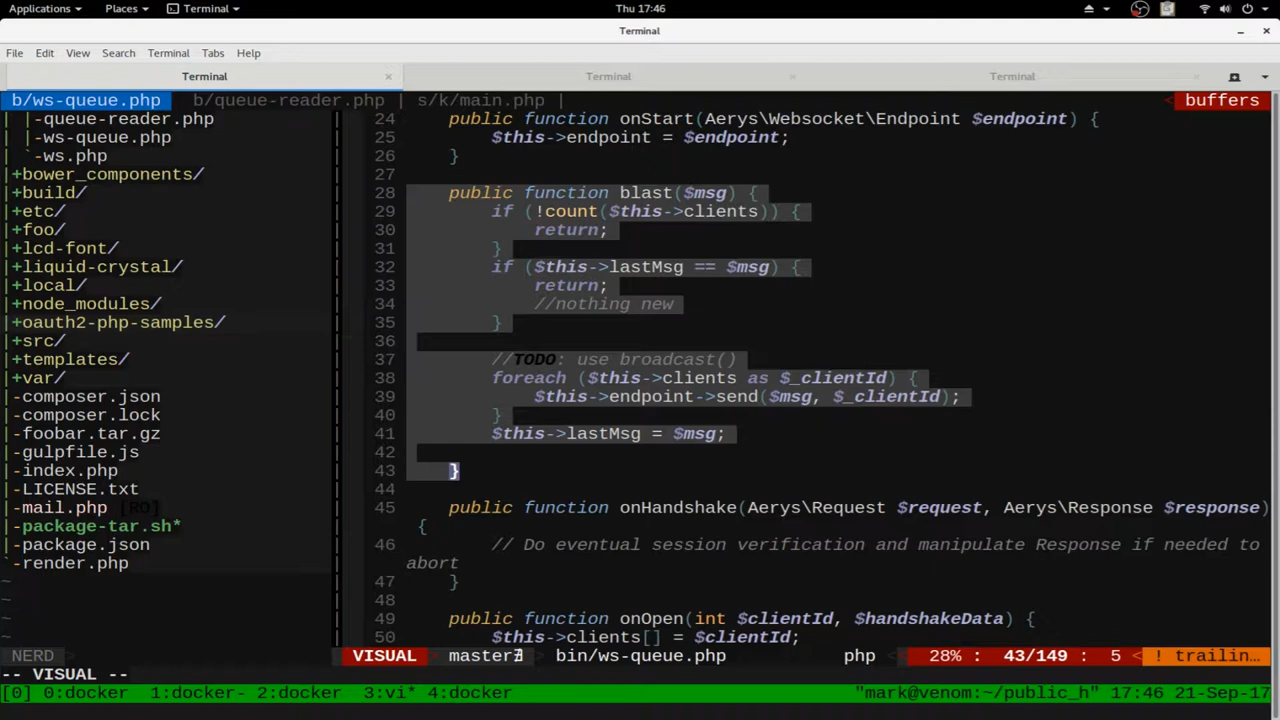 Applications Places Terminal Thu 17:46
Terminal
File Edit View Search Terminal Tabs Help
Terminal × Terminal × Terminal ×
b/ws-queue.php b/queue-reader.php | s/k/main.php | < buffers
| |-queue-reader.php
| |-ws-queue.php
| `-ws.php
|+bower_components/
|+build/
|+etc/
|+foo/
|+lcd-font/
|+liquid-crystal/
|+local/
|+node_modules/
|+oauth2-php-samples/
|+src/
|+templates/
|+var/
|-composer.json
|-composer.lock
|-foobar.tar.gz
|-gulpfile.js
|-index.php
|-LICENSE.txt
|-mail.php [RO]
|-package-tar.sh*
|-package.json
`-render.php
~
~
~
~
24 public function onStart(Aerys\Websocket\Endpoint $endpoint) {
25 $this->endpoint = $endpoint;
26 }
27
28 public function blast($msg) {
29 if (!count($this->clients)) {
30 return;
31 }
32 if ($this->lastMsg == $msg) {
33 return;
34 //nothing new
35 }
36
37 //TODO: use broadcast()
38 foreach ($this->clients as $_clientId) {
39 $this->endpoint->send($msg, $_clientId);
40 }
41 $this->lastMsg = $msg;
42
43 }
44
45 public function onHandshake(Aerys\Request $request, Aerys\Response $response)
{
46 // Do eventual session verification and manipulate Response if needed to
abort
47 }
48
49 public function onOpen(int $clientId, $handshakeData) {
50 $this->clients[] = $clientId;
NERD > VISUAL > master > bin/ws-queue.php php < 28% : 43/149 : 5 < ! trailin…
-- VISUAL --
[0] 0:docker 1:docker- 2:docker 3:vi* 4:docker "mark@venom:~/public_h" 17:46 21-Sep-17